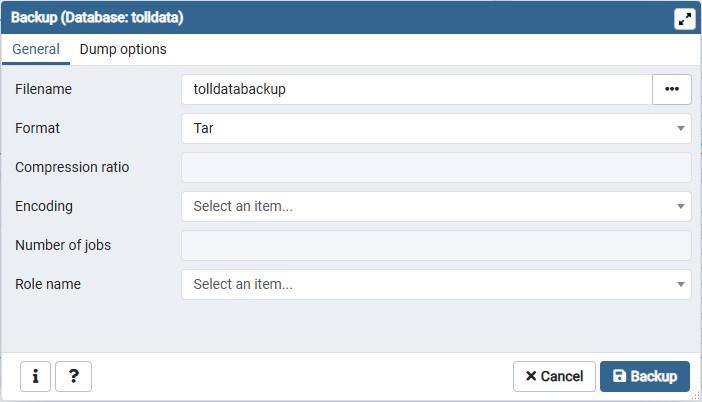 Backup (Database: tolldata)
General Dump options
Filename tolldatabackup •••
Format Tar
Compression ratio
Encoding Select an item...
Number of jobs
Role name Select an item...
i ? Cancel Backup